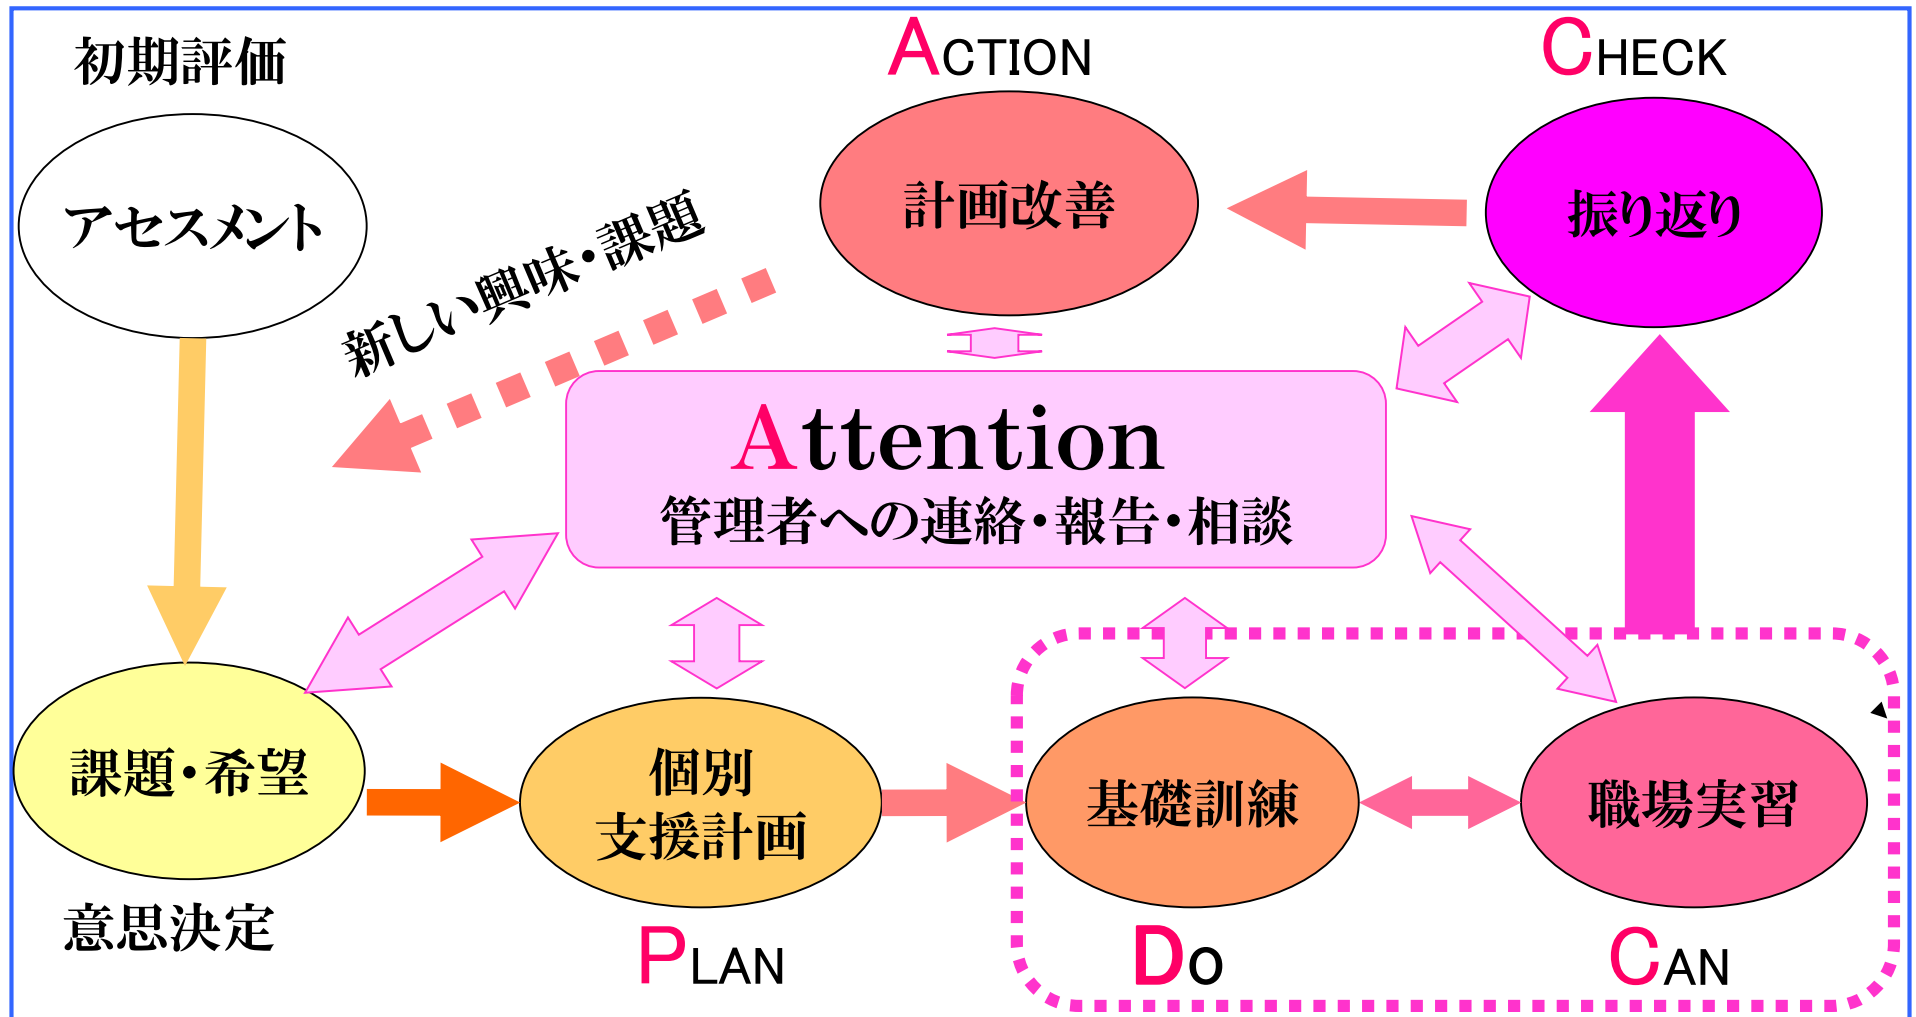 初期評価
アセスメント
ACTION
計画改善
CHECK
振り返り
新しい興味・課題
Attention
管理者への連絡・報告・相談
課題・希望
意思決定
個別
支援計画
PLAN
基礎訓練
Do
職場実習
CAN